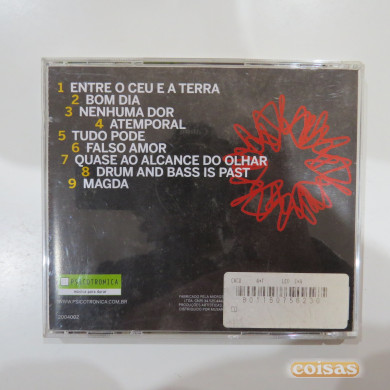 1 ENTRE O CEU E A TERRA
2 BOM DIA
3 NENHUMA DOR
4 ATEMPORAL
5 TUDO PODE
6 FALSO AMOR
7 QUASE AO ALCANCE DO OLHAR
8 DRUM AND BASS IS PAST
9 MAGDA
PSICOTRONICA
WWW.PSICOTRONICA.COM.BR
coisas